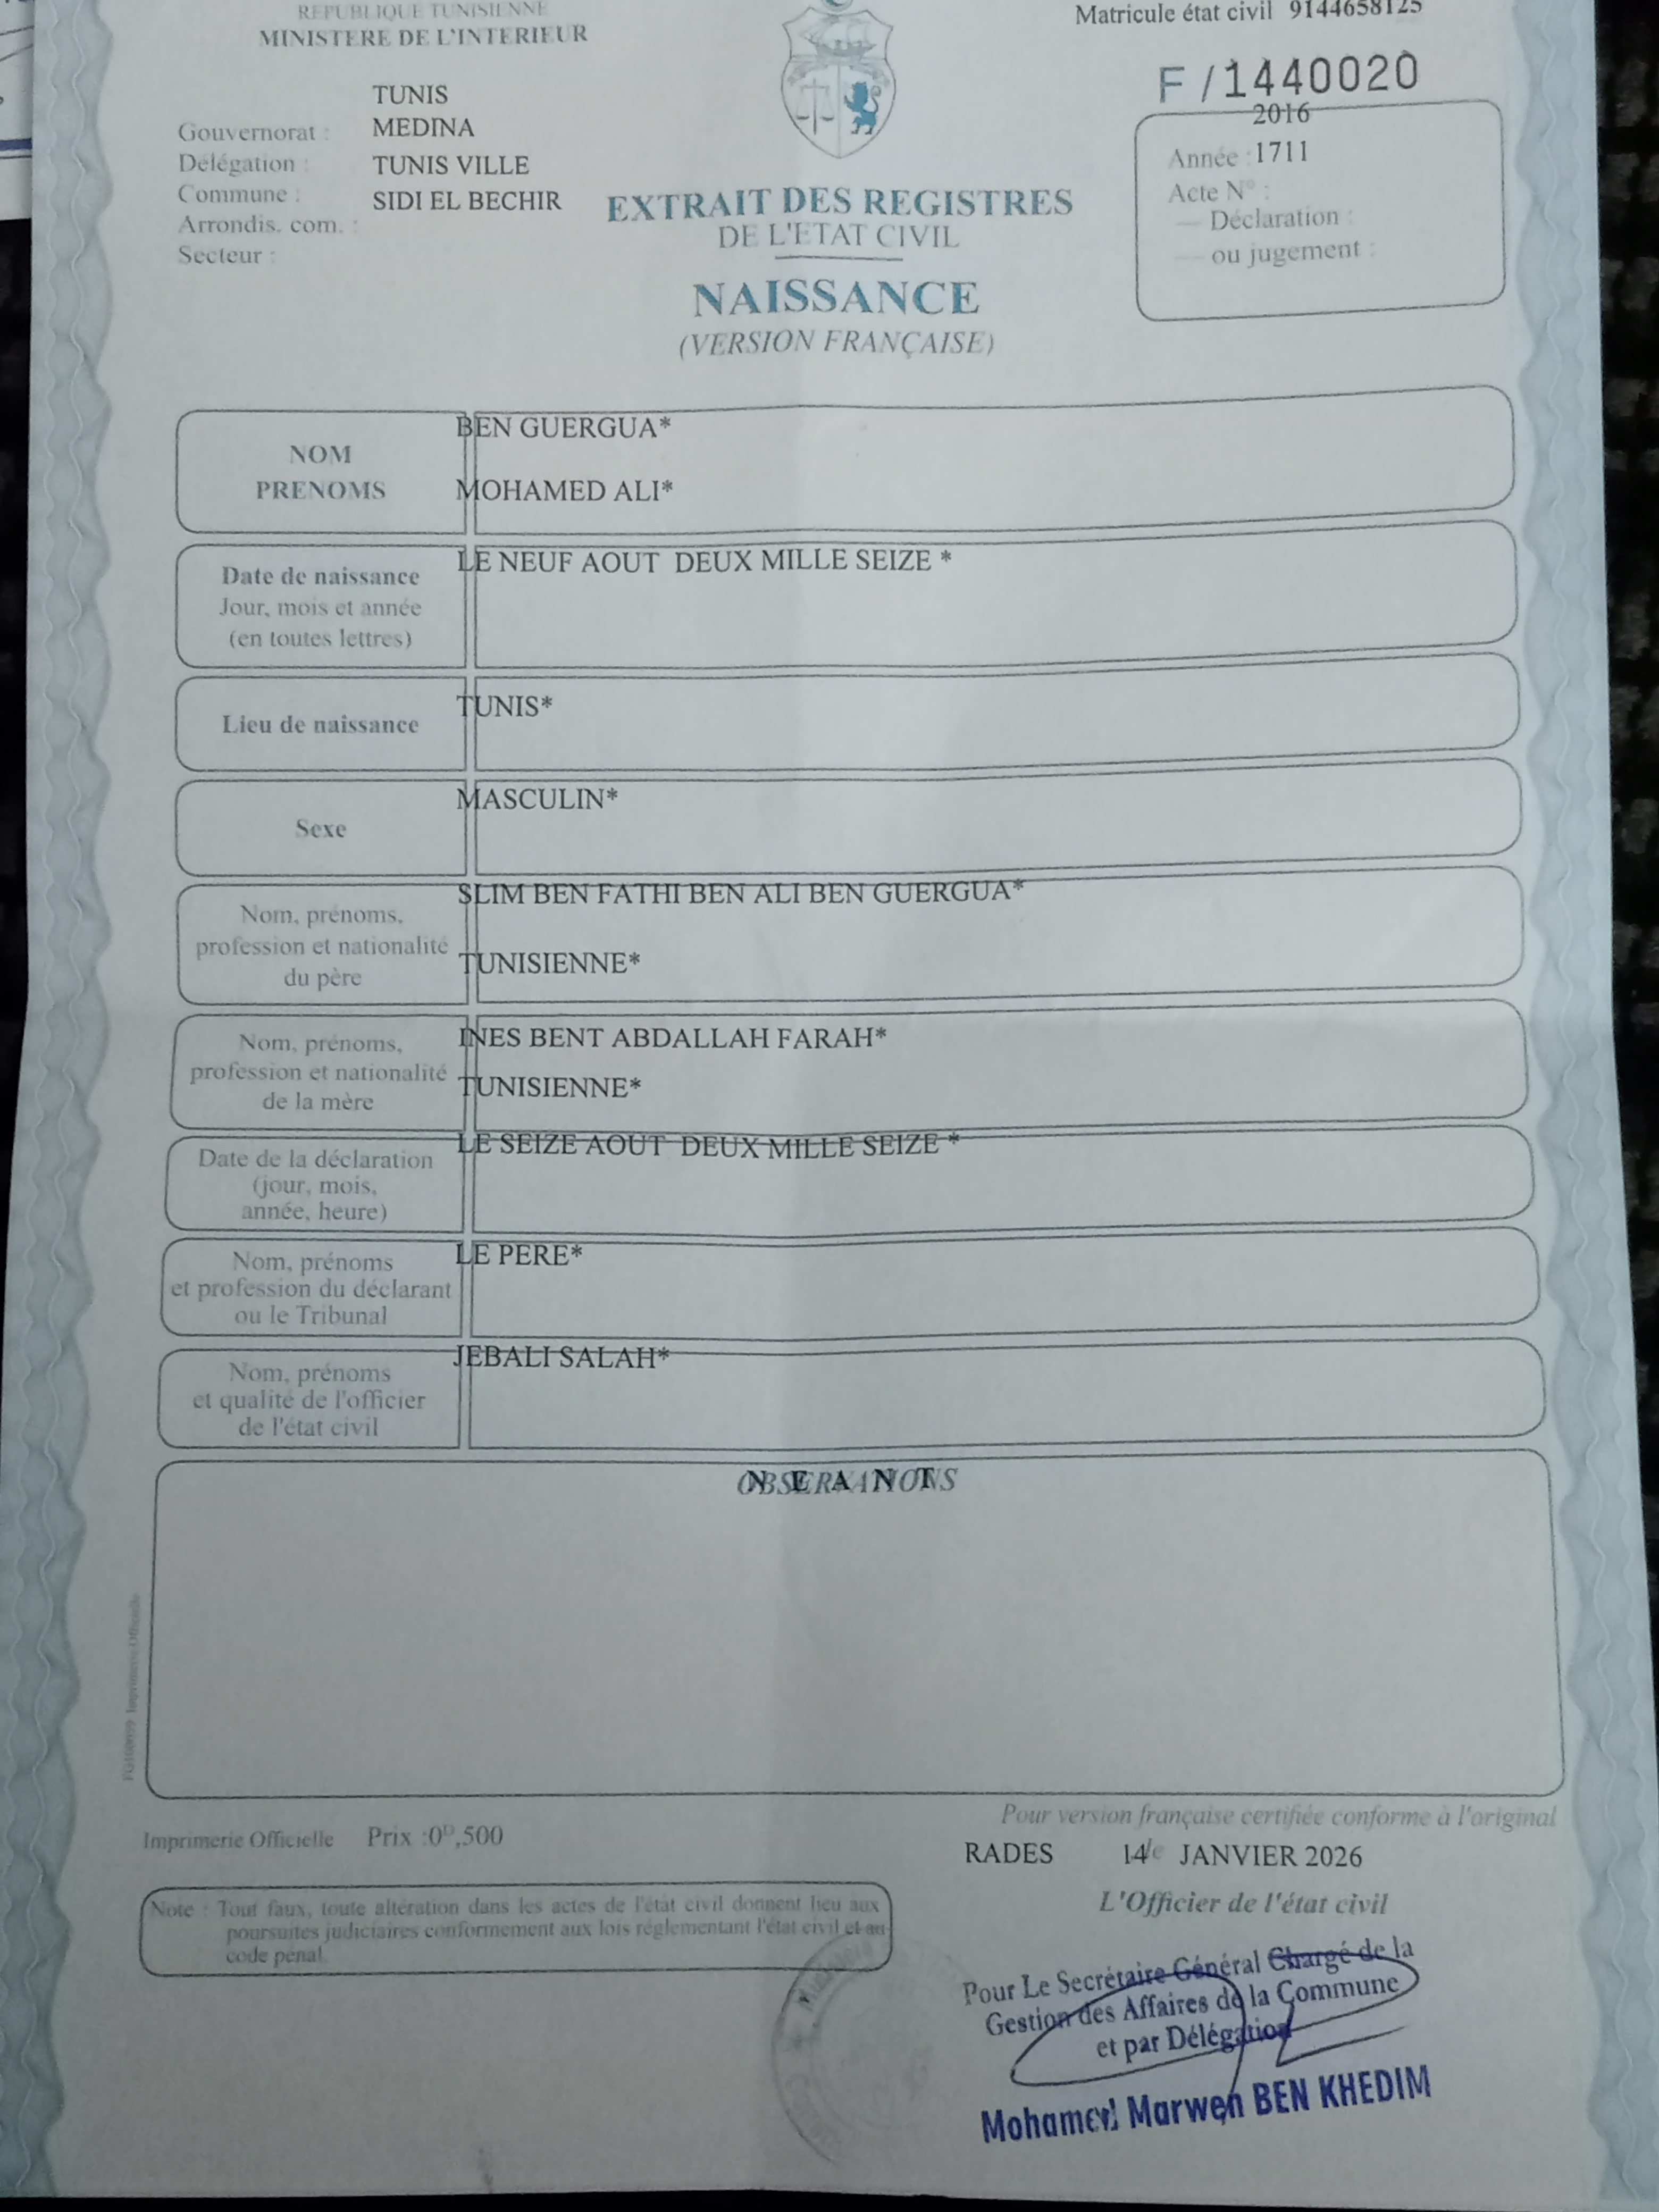 REPUBLIQUE TUNISIENNE
MINISTERE DE L'INTERIEUR
Matricule état civil 9144658125
F /1440020
TUNIS
Gouvernorat : MEDINA
Délégation : TUNIS VILLE
Commune : SIDI EL BECHIR
Arrondis. com. :
Secteur :
2016
Année : 1711
Acte N° :
— Déclaration :
— ou jugement :
EXTRAIT DES REGISTRES
DE L'ETAT CIVIL
NAISSANCE
(VERSION FRANÇAISE)
NOM
PRENOMS
BEN GUERGUA*
MOHAMED ALI*
Date de naissance
Jour, mois et année
(en toutes lettres)
LE NEUF AOUT DEUX MILLE SEIZE *
Lieu de naissance
TUNIS*
Sexe
MASCULIN*
Nom, prénoms,
profession et nationalité
du père
SLIM BEN FATHI BEN ALI BEN GUERGUA*
TUNISIENNE*
Nom, prénoms,
profession et nationalité
de la mère
INES BENT ABDALLAH FARAH*
TUNISIENNE*
Date de la déclaration
(jour, mois,
année, heure)
LE SEIZE AOUT DEUX MILLE SEIZE *
Nom, prénoms
et profession du déclarant
ou le Tribunal
LE PERE*
Nom, prénoms
et qualité de l'officier
de l'état civil
JEBALI SALAH*
OBSERVATIONS
N E A N T
Imprimerie Officielle Prix :0ᴰ,500
Pour version française certifiée conforme à l'original
RADES 14 le JANVIER 2026
L'Officier de l'état civil
Note : Tout faux, toute altération dans les actes de l'état civil donnent lieu aux
poursuites judiciaires conformement aux lois réglementant l'état civil et au
code pénal.
Pour Le Secrétaire Général Chargé de la
Gestion des Affaires de la Commune
et par Délégation
Mohamed Marwen BEN KHEDIM